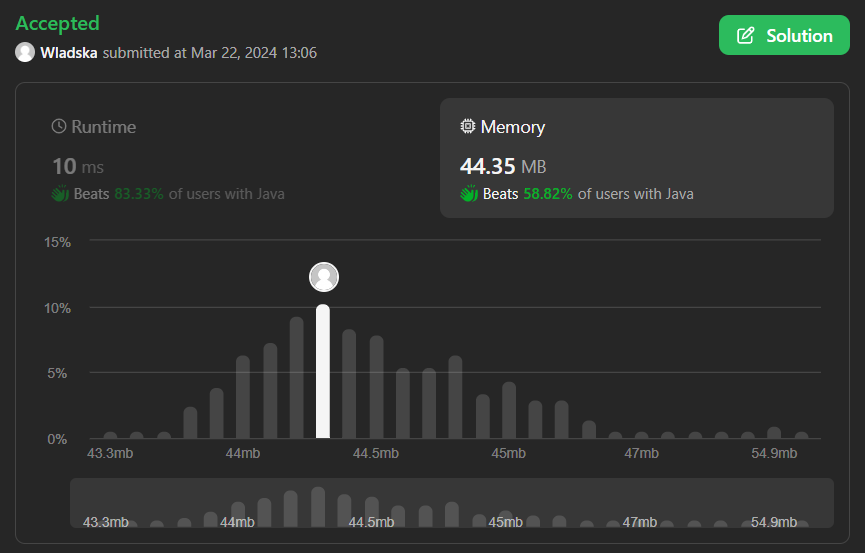 Accepted
Wladska submitted at Mar 22, 2024 13:06
Solution
Runtime
10 ms
Beats 83.33% of users with Java
Memory
44.35 MB
Beats 58.82% of users with Java
15%
10%
5%
0%
43.3mb 44mb 44.5mb 45mb 47mb 54.9mb
43.3mb 44mb 44.5mb 45mb 47mb 54.9mb